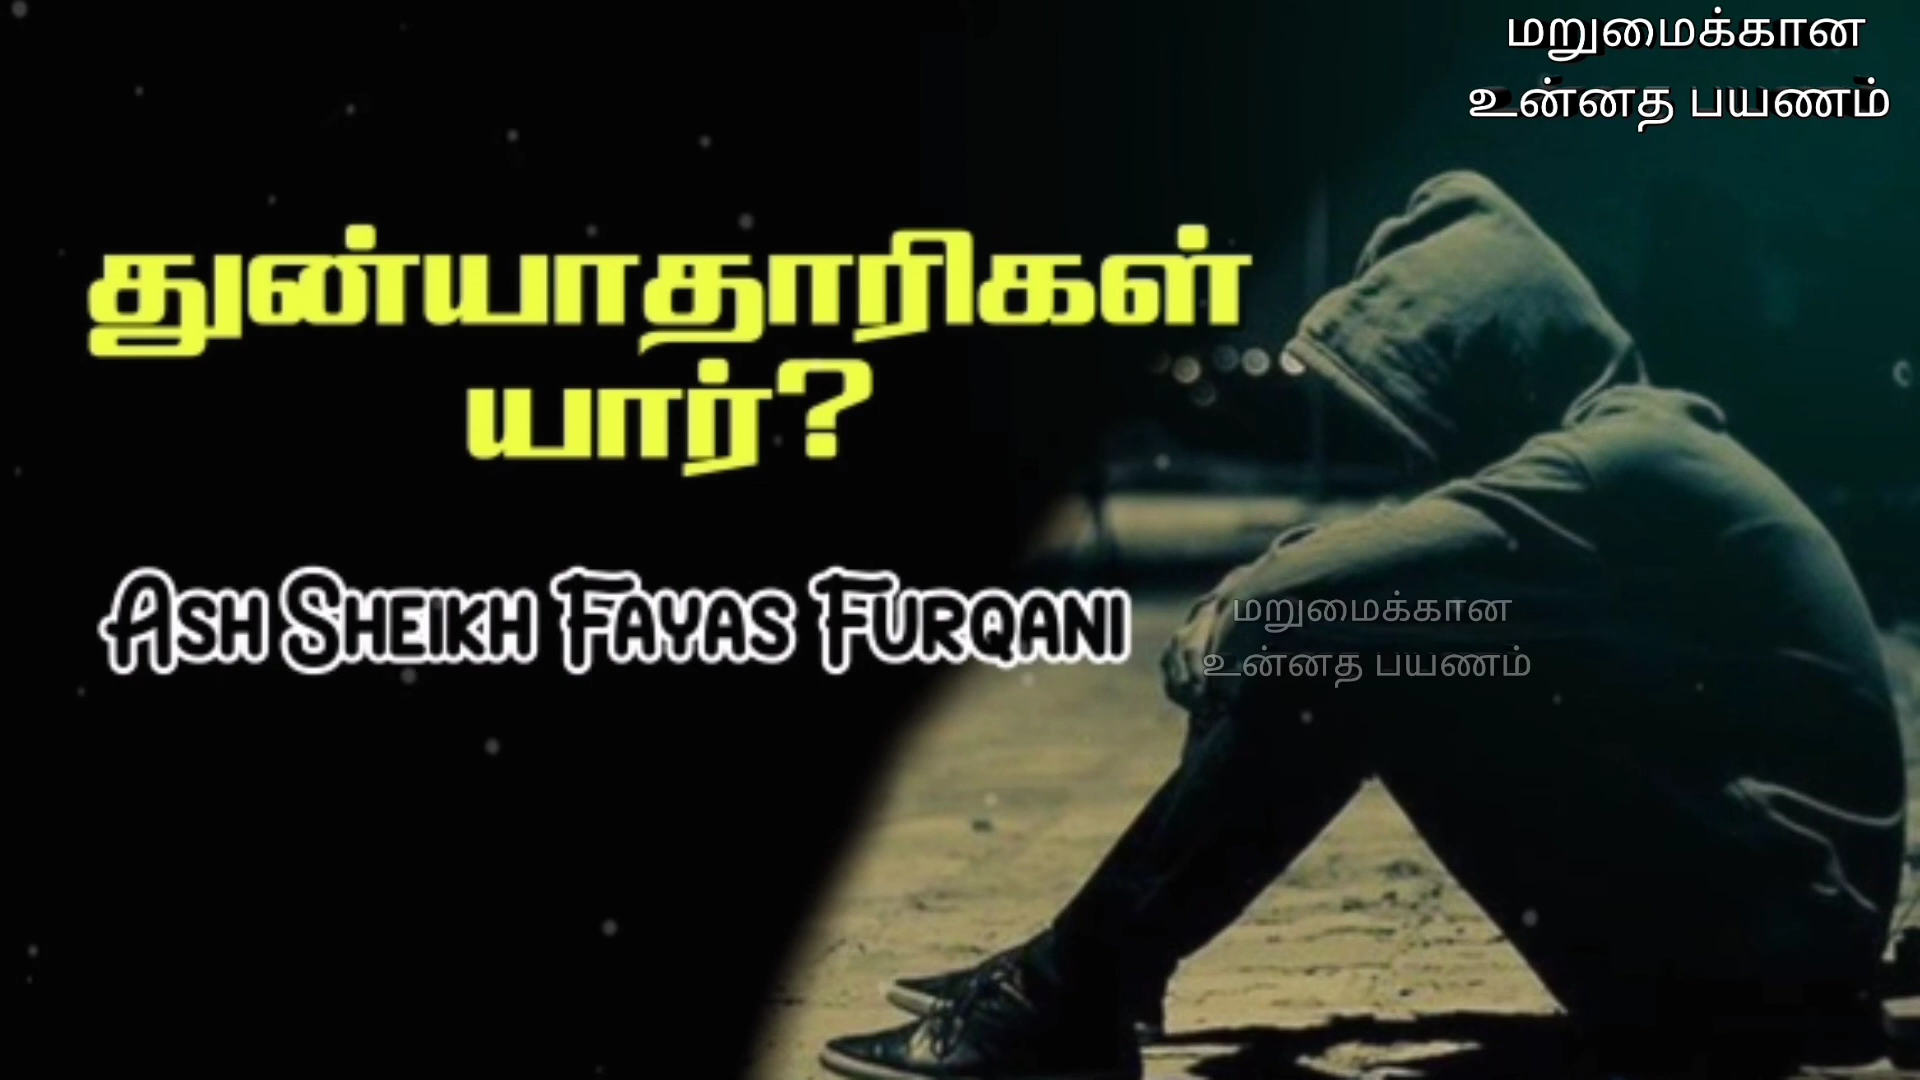 மறுமைக்கான
உன்னத பயணம்
துன்யாதாரிகள்
யார்?
Ash Sheikh Fayas Furqani
மறுமைக்கான
உன்னத பயணம்